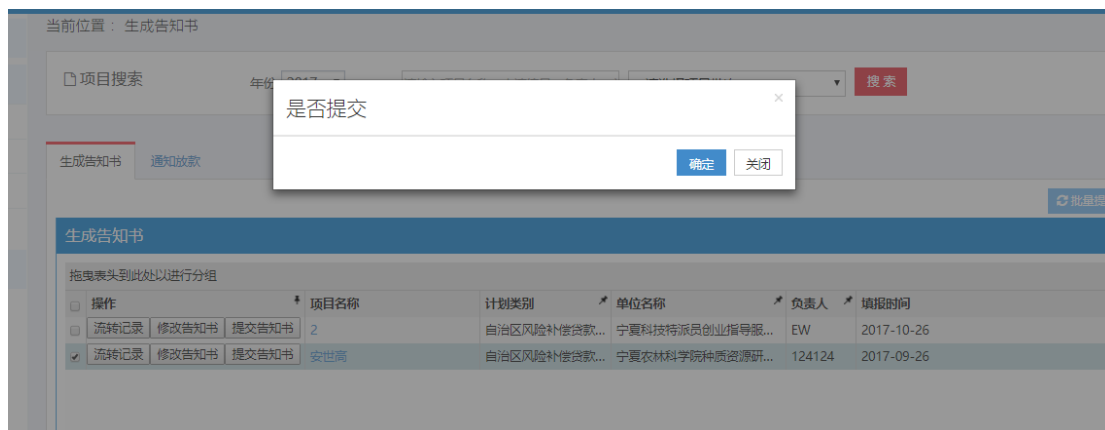 当前位置： 生成告知书
项目搜索
年份
搜 索
是否提交
×
确定
关闭
生成告知书
通知放款
生成告知书
拖曳表头到此处以进行分组
操作 项目名称 计划类别 单位名称 负责人 填报时间
流转记录 修改告知书 提交告知书 2 自治区风险补偿贷款... 宁夏科技特派员创业指导服... EW 2017-10-26
流转记录 修改告知书 提交告知书 安世高 自治区风险补偿贷款... 宁夏农林科学院种质资源研... 124124 2017-09-26